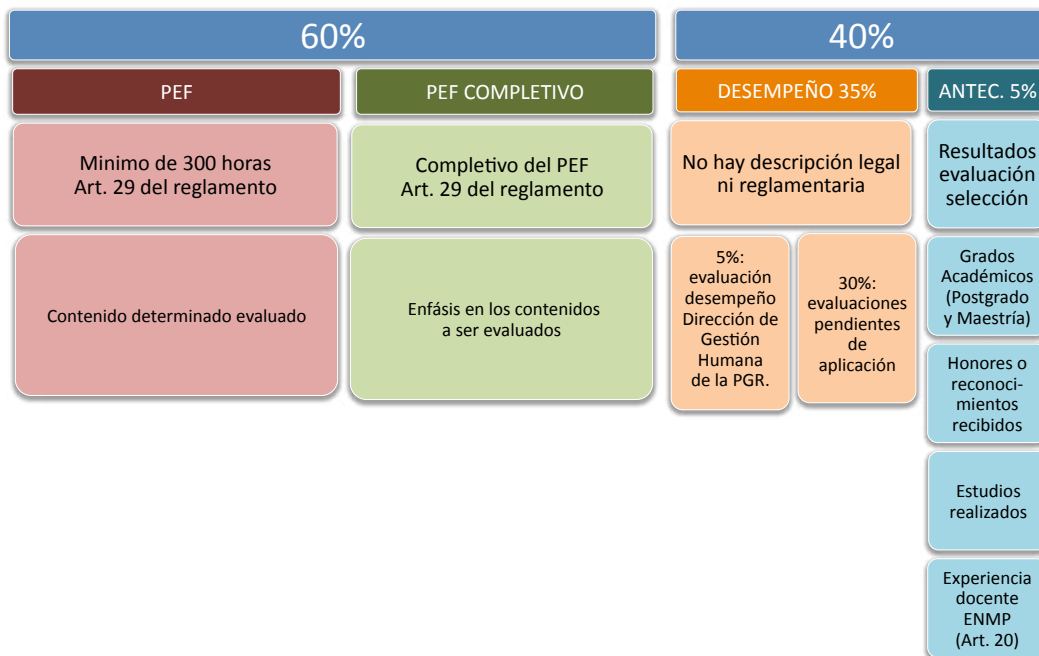 60%
40%
PEF
PEF COMPLETIVO
DESEMPEÑO 35%
ANTEC. 5%
Minimo de 300 horas
Art. 29 del reglamento
Completivo del PEF
Art. 29 del reglamento
No hay descripción legal
ni reglamentaria
Resultados
evaluación
selección
Contenido determinado evaluado
Enfásis en los contenidos
a ser evaluados
5%:
evaluación
desempeño
Dirección de
Gestión
Humana
de la PGR.
30%:
evaluaciones
pendientes
de
aplicación
Grados
Académicos
(Postgrado
y Maestría)
Honores o
reconoci-
mientos
recibidos
Estudios
realizados
Experiencia
docente
ENMP
(Art. 20)